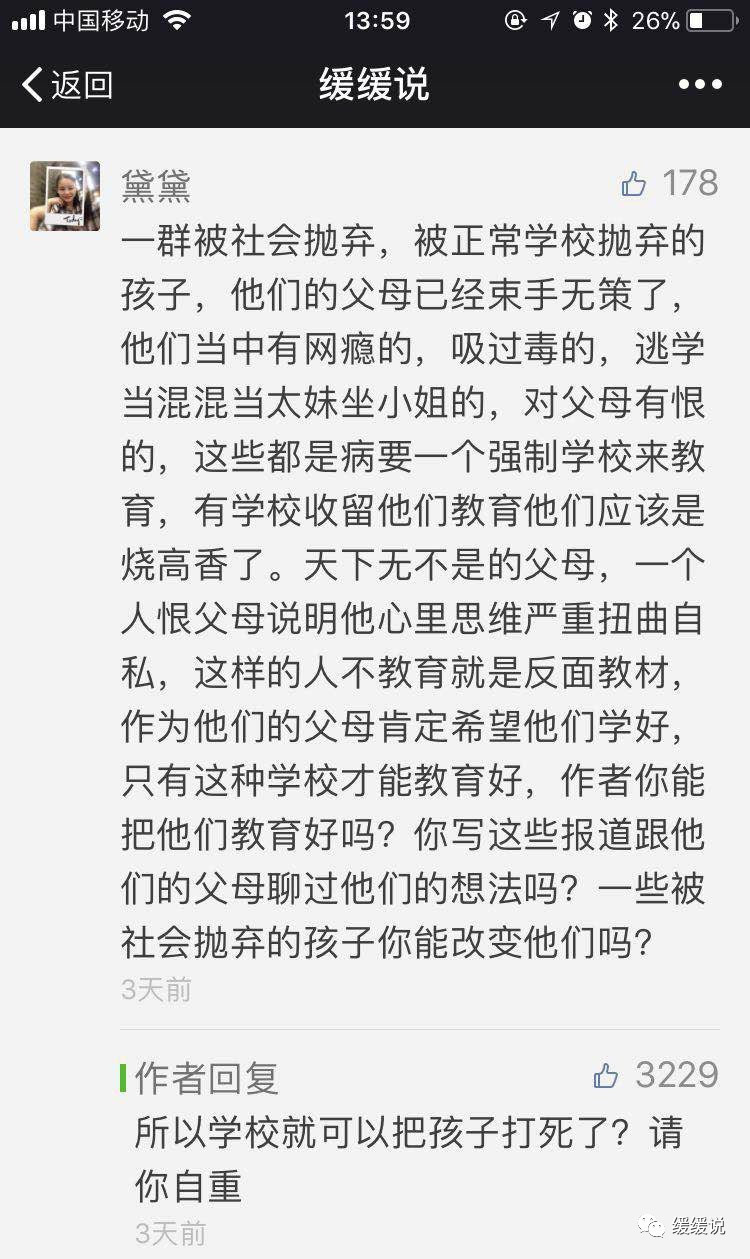 中国移动 13:59 26%
返回 缓缓说
黛黛 178
一群被社会抛弃，被正常学校抛弃的
孩子，他们的父母已经束手无策了，
他们当中有网瘾的，吸过毒的，逃学
当混混当太妹坐小姐的，对父母有恨
的，这些都是病要一个强制学校来教
育，有学校收留他们教育他们应该是
烧高香了。天下无不是的父母，一个
人恨父母说明他心里思维严重扭曲自
私，这样的人不教育就是反面教材，
作为他们的父母肯定希望他们学好，
只有这种学校才能教育好，作者你能
把他们教育好吗？你写这些报道跟他
们的父母聊过他们的想法吗？一些被
社会抛弃的孩子你能改变他们吗？
3天前
作者回复 3229
所以学校就可以把孩子打死了？请
你自重
3天前
缓缓说